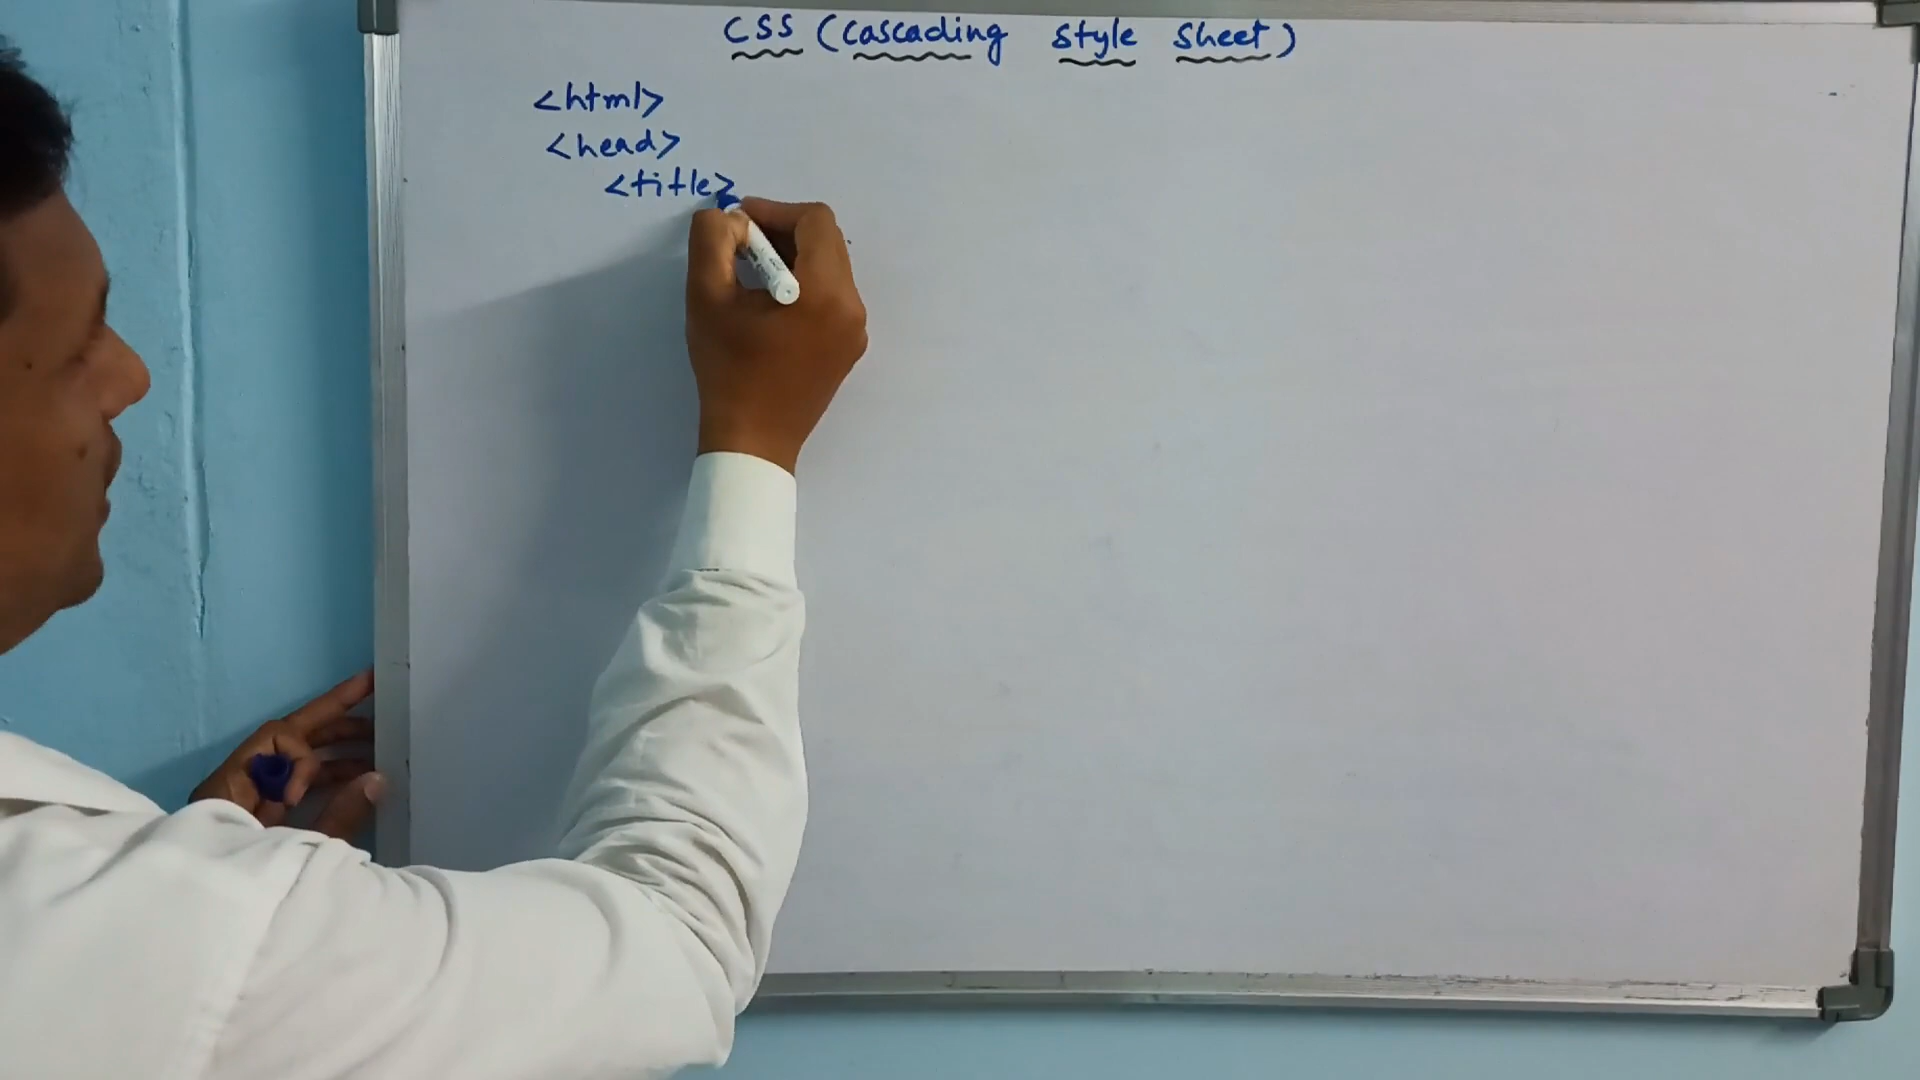 CSS (Cascading Style Sheet)
<html>
<head>
<title>